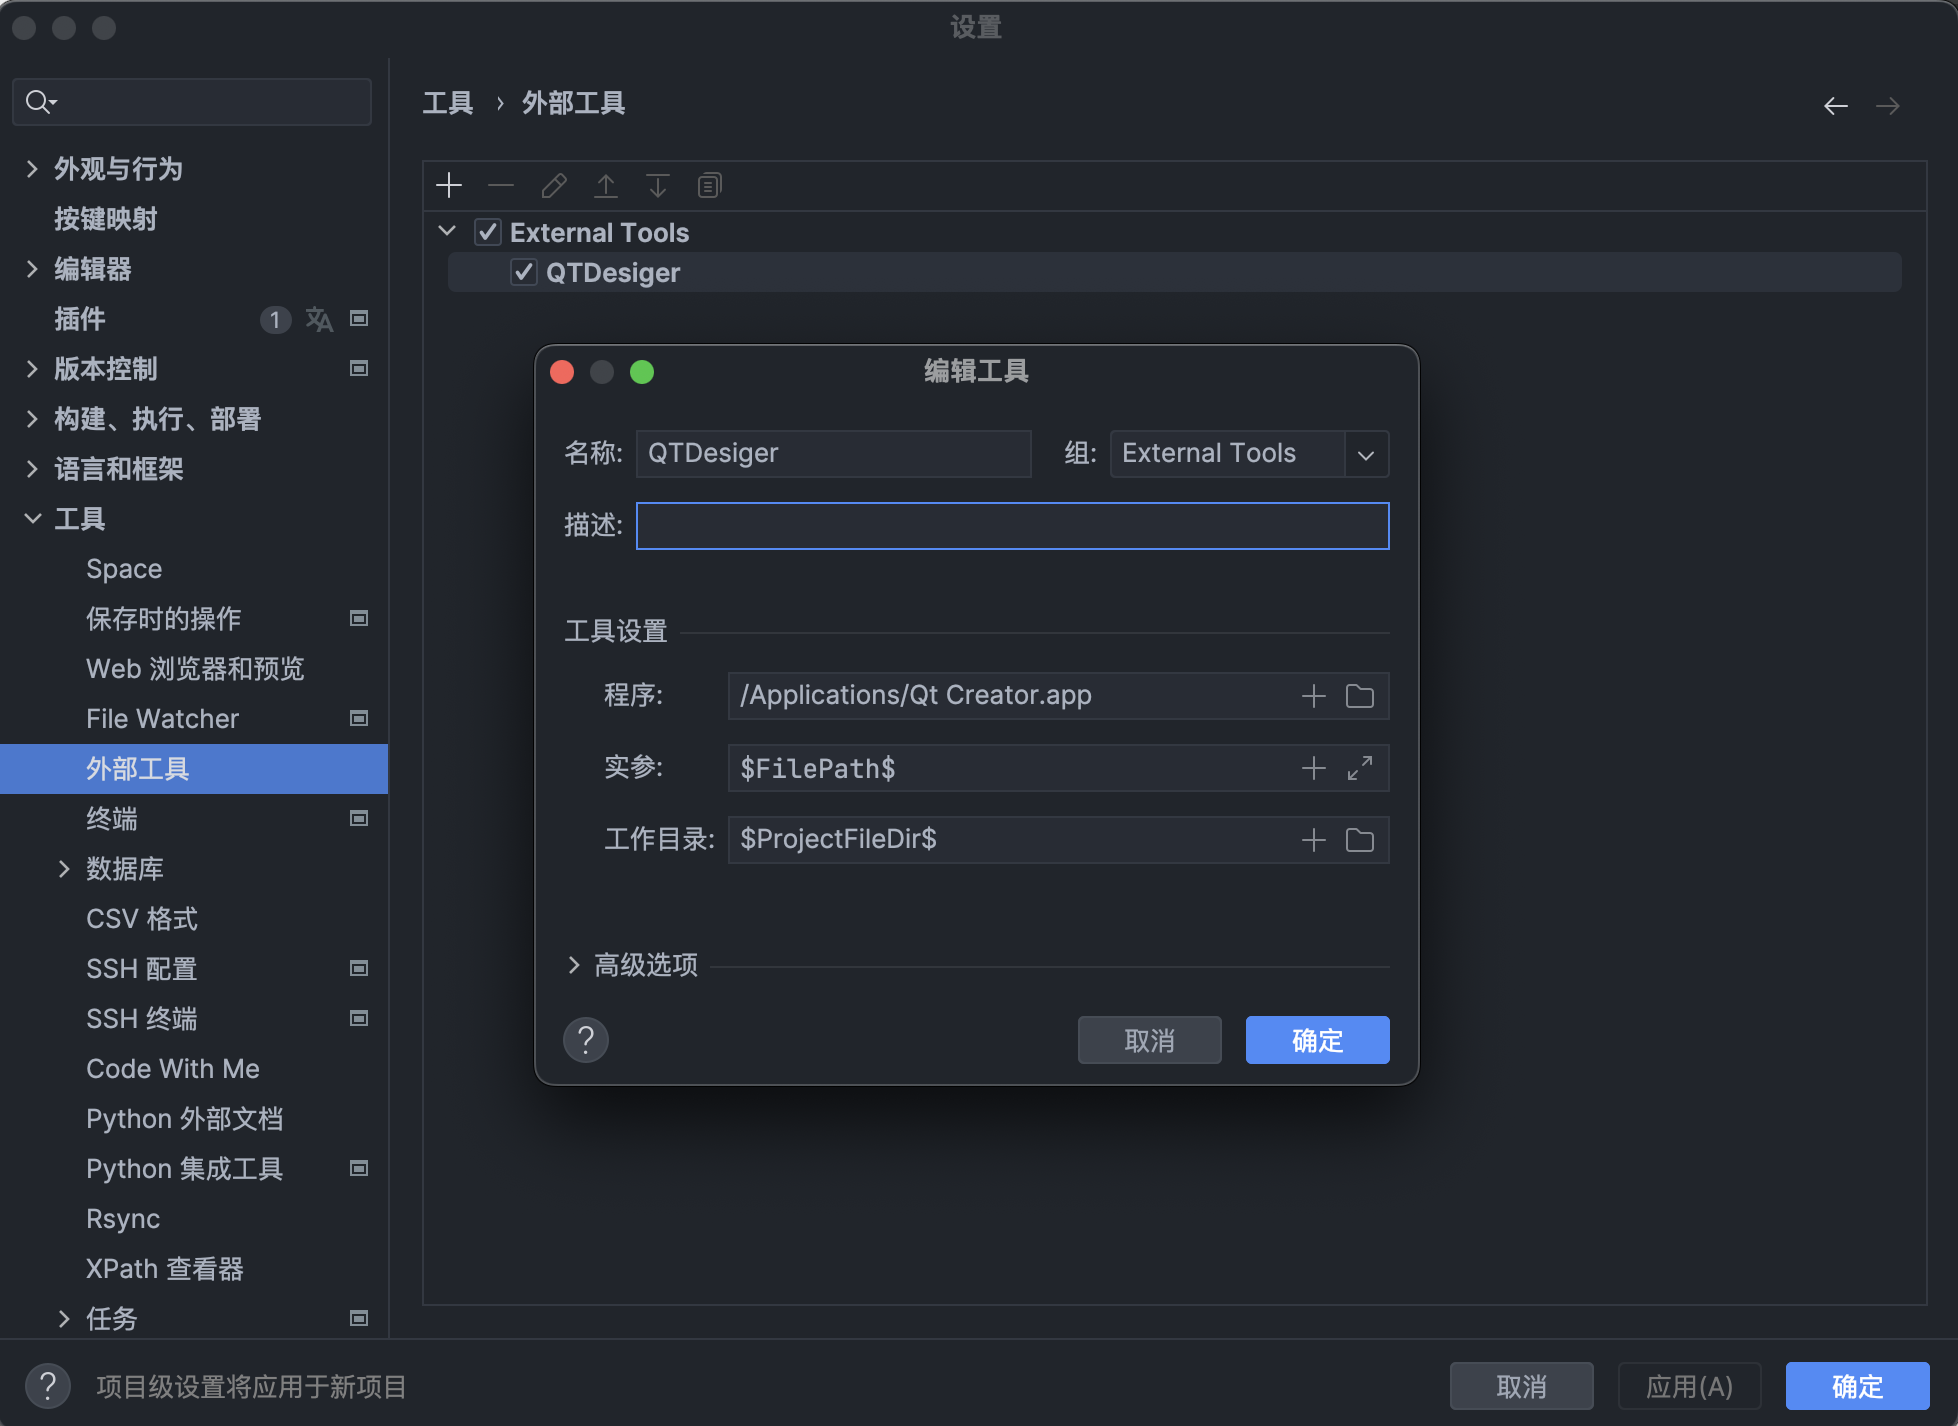 设置
工具 › 外部工具
外观与行为
按键映射
编辑器
插件 1
版本控制
构建、执行、部署
语言和框架
工具
Space
保存时的操作
Web 浏览器和预览
File Watcher
外部工具
终端
数据库
CSV 格式
SSH 配置
SSH 终端
Code With Me
Python 外部文档
Python 集成工具
Rsync
XPath 查看器
任务
External Tools
QTDesiger
编辑工具
名称: QTDesiger 组: External Tools
描述:
工具设置
程序: /Applications/Qt Creator.app
实参: $FilePath$
工作目录: $ProjectFileDir$
高级选项
? 取消 确定
? 项目级设置将应用于新项目 取消 应用(A) 确定